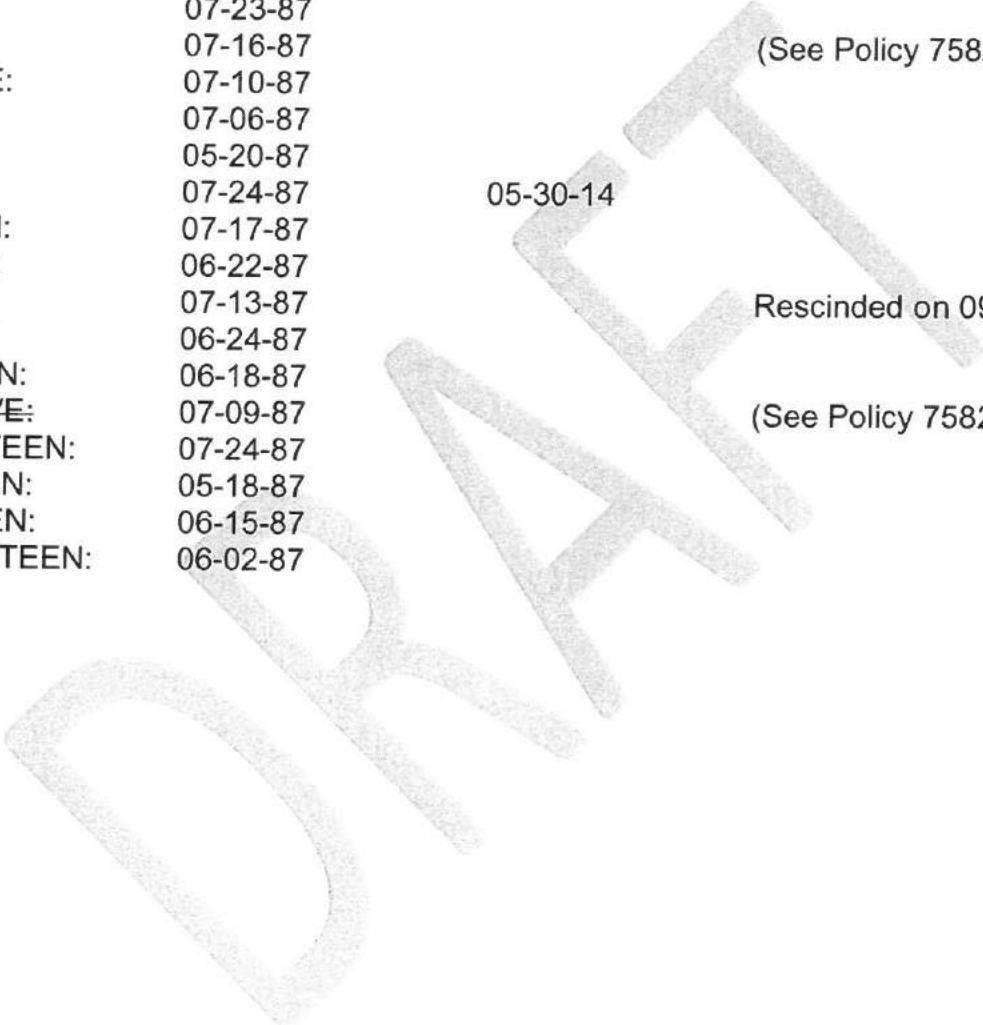 07-23-87
07-16-87 (See Policy 758
E: 07-10-87
07-06-87
05-20-87
07-24-87 05-30-14
: 07-17-87
06-22-87
07-13-87 Rescinded on 09
06-24-87
N: 06-18-87
E: 07-09-87 (See Policy 7582
TEEN: 07-24-87
N: 05-18-87
EN: 06-15-87
TEEN: 06-02-87
DRAFT